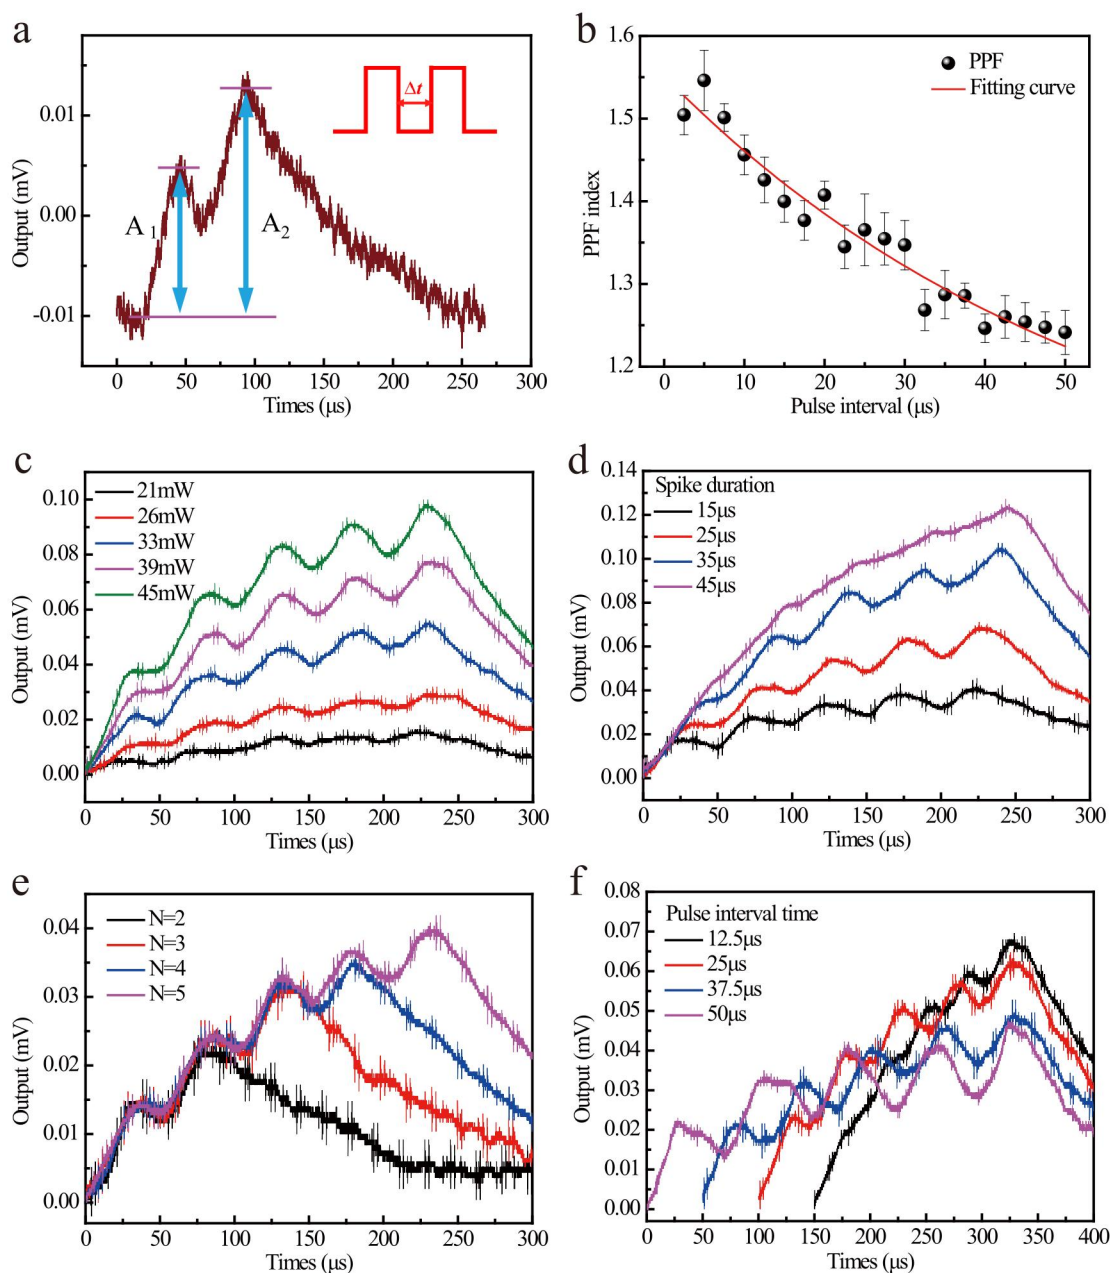 a
Output (mV)
0.01
0.00
-0.01
A1
A2
Δt
0 50 100 150 200 250 300
Times (μs)
b
PPF index
1.6
1.5
1.4
1.3
1.2
PPF
Fitting curve
0 10 20 30 40 50
Pulse interval (μs)
c
Output (mV)
0.10
0.08
0.06
0.04
0.02
0.00
21mW
26mW
33mW
39mW
45mW
0 50 100 150 200 250 300
Times (μs)
d
Output (mV)
0.14
0.12
0.10
0.08
0.06
0.04
0.02
0.00
Spike duration
15μs
25μs
35μs
45μs
0 50 100 150 200 250 300
Times (μs)
e
Output (mV)
0.04
0.03
0.02
0.01
0.00
N=2
N=3
N=4
N=5
0 50 100 150 200 250 300
Times (μs)
f
Output (mV)
0.08
0.07
0.06
0.05
0.04
0.03
0.02
0.01
0.00
Pulse interval time
12.5μs
25μs
37.5μs
50μs
0 50 100 150 200 250 300 350 400
Times (μs)